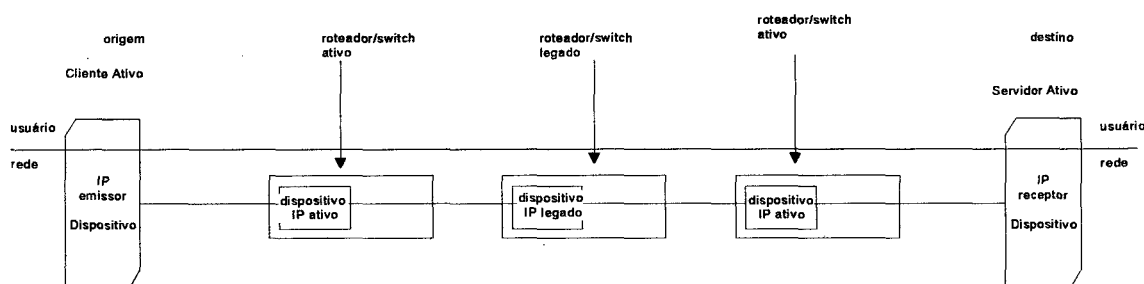 origem
Cliente Ativo
roteador/switch
ativo
roteador/switch
legado
roteador/switch
ativo
destino
Servidor Ativo
usuário
rede
usuário
rede
IP
emissor
Dispositivo
dispositivo
IP ativo
dispositivo
IP legado
dispositivo
IP ativo
IP
receptor
Dispositivo